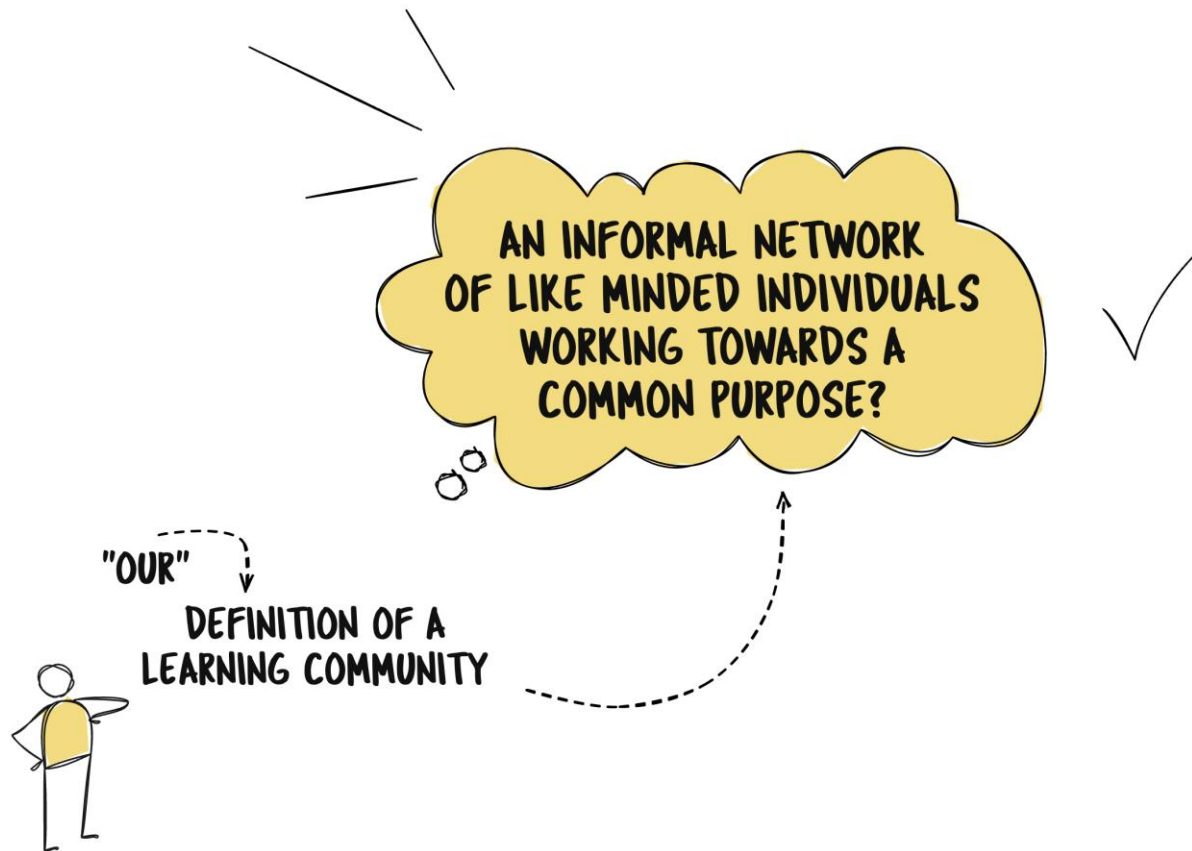 AN INFORMAL NETWORK
OF LIKE MINDED INDIVIDUALS
WORKING TOWARDS A
COMMON PURPOSE?
"OUR"
DEFINITION OF A
LEARNING COMMUNITY